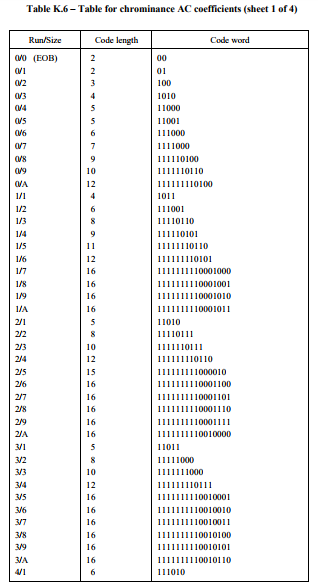 Table K.6 – Table for chrominance AC coefficients (sheet 1 of 4)
Run/Size Code length Code word
0/0 (EOB) 2 00
0/1 2 01
0/2 3 100
0/3 4 1010
0/4 5 11000
0/5 5 11001
0/6 6 111000
0/7 7 1111000
0/8 9 111110100
0/9 10 1111110110
0/A 12 111111110100
1/1 4 1011
1/2 6 111001
1/3 8 11110110
1/4 9 111110101
1/5 11 11111110110
1/6 12 111111110101
1/7 16 1111111110001000
1/8 16 1111111110001001
1/9 16 1111111110001010
1/A 16 1111111110001011
2/1 5 11010
2/2 8 11110111
2/3 10 1111110111
2/4 12 111111110110
2/5 15 111111111000010
2/6 16 1111111110001100
2/7 16 1111111110001101
2/8 16 1111111110001110
2/9 16 1111111110001111
2/A 16 1111111110010000
3/1 5 11011
3/2 8 11111000
3/3 10 1111111000
3/4 12 111111110111
3/5 16 1111111110010001
3/6 16 1111111110010010
3/7 16 1111111110010011
3/8 16 1111111110010100
3/9 16 1111111110010101
3/A 16 1111111110010110
4/1 6 111010